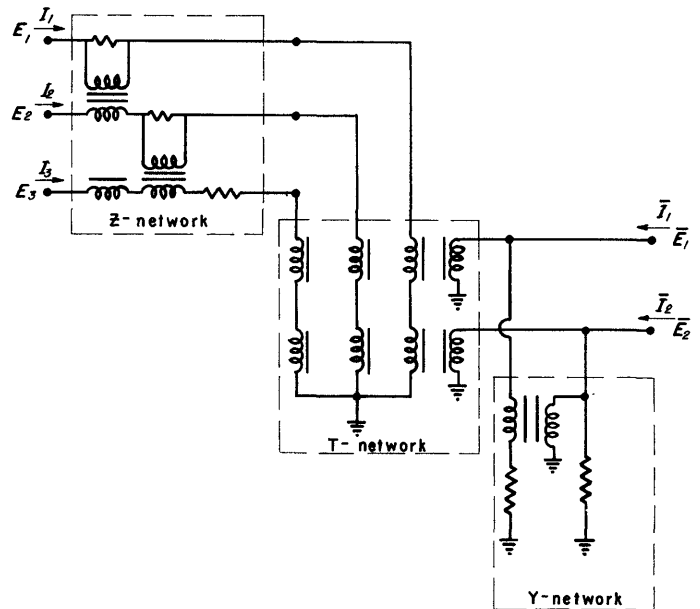 I1
E1
I2
E2
I3
E3
Z-network
Ī1
Ē1
Ī2
Ē2
T-network
Y-network